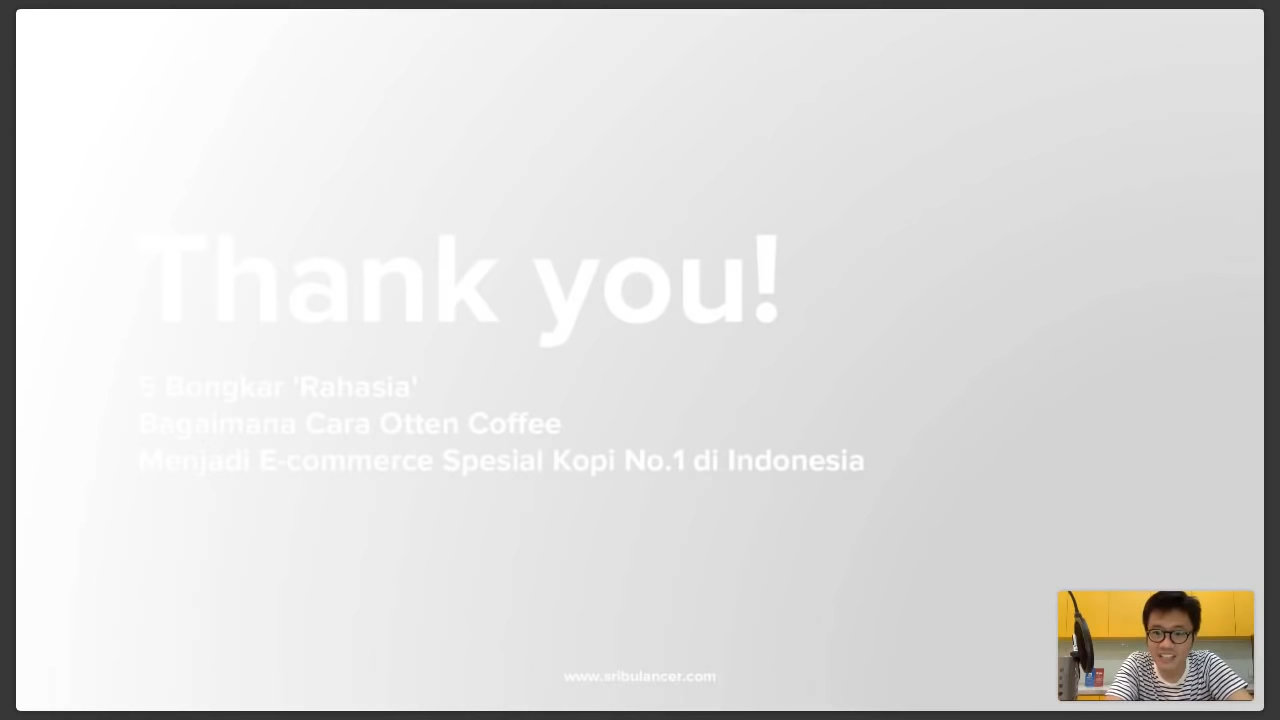 Thank you!
5 Bongkar 'Rahasia'
Bagaimana Cara Otten Coffee
Menjadi E-commerce Spesial Kopi No.1 di Indonesia
www.sribulancer.com